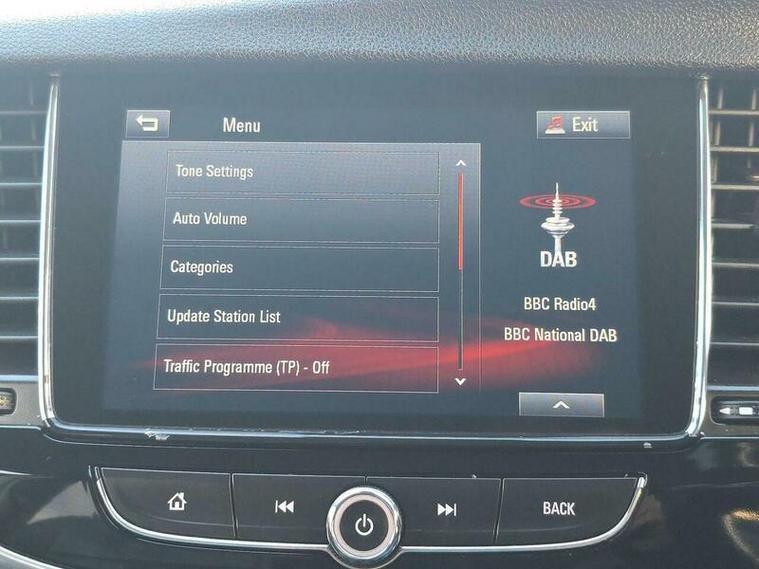 Menu
Exit
Tone Settings
Auto Volume
Categories
Update Station List
Traffic Programme (TP) - Off
DAB
BBC Radio4
BBC National DAB
BACK